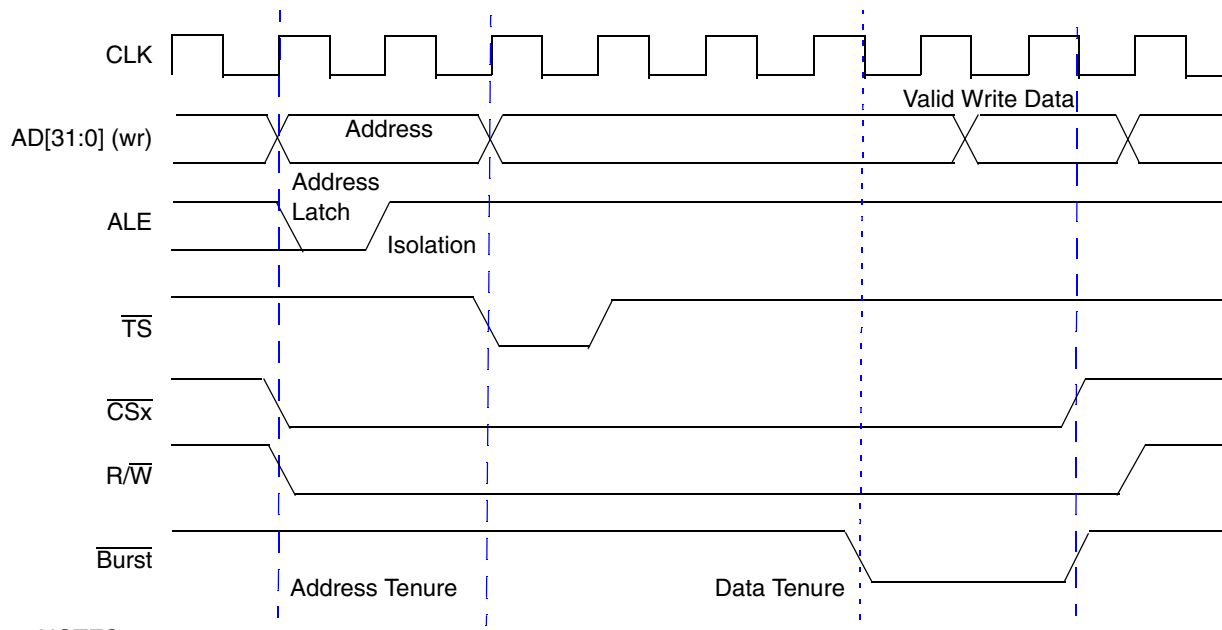 CLK
Valid Write Data
AD[31:0] (wr)
Address
Address
Latch
ALE
Isolation
TS
CSx
R/W
Burst
Address Tenure
Data Tenure